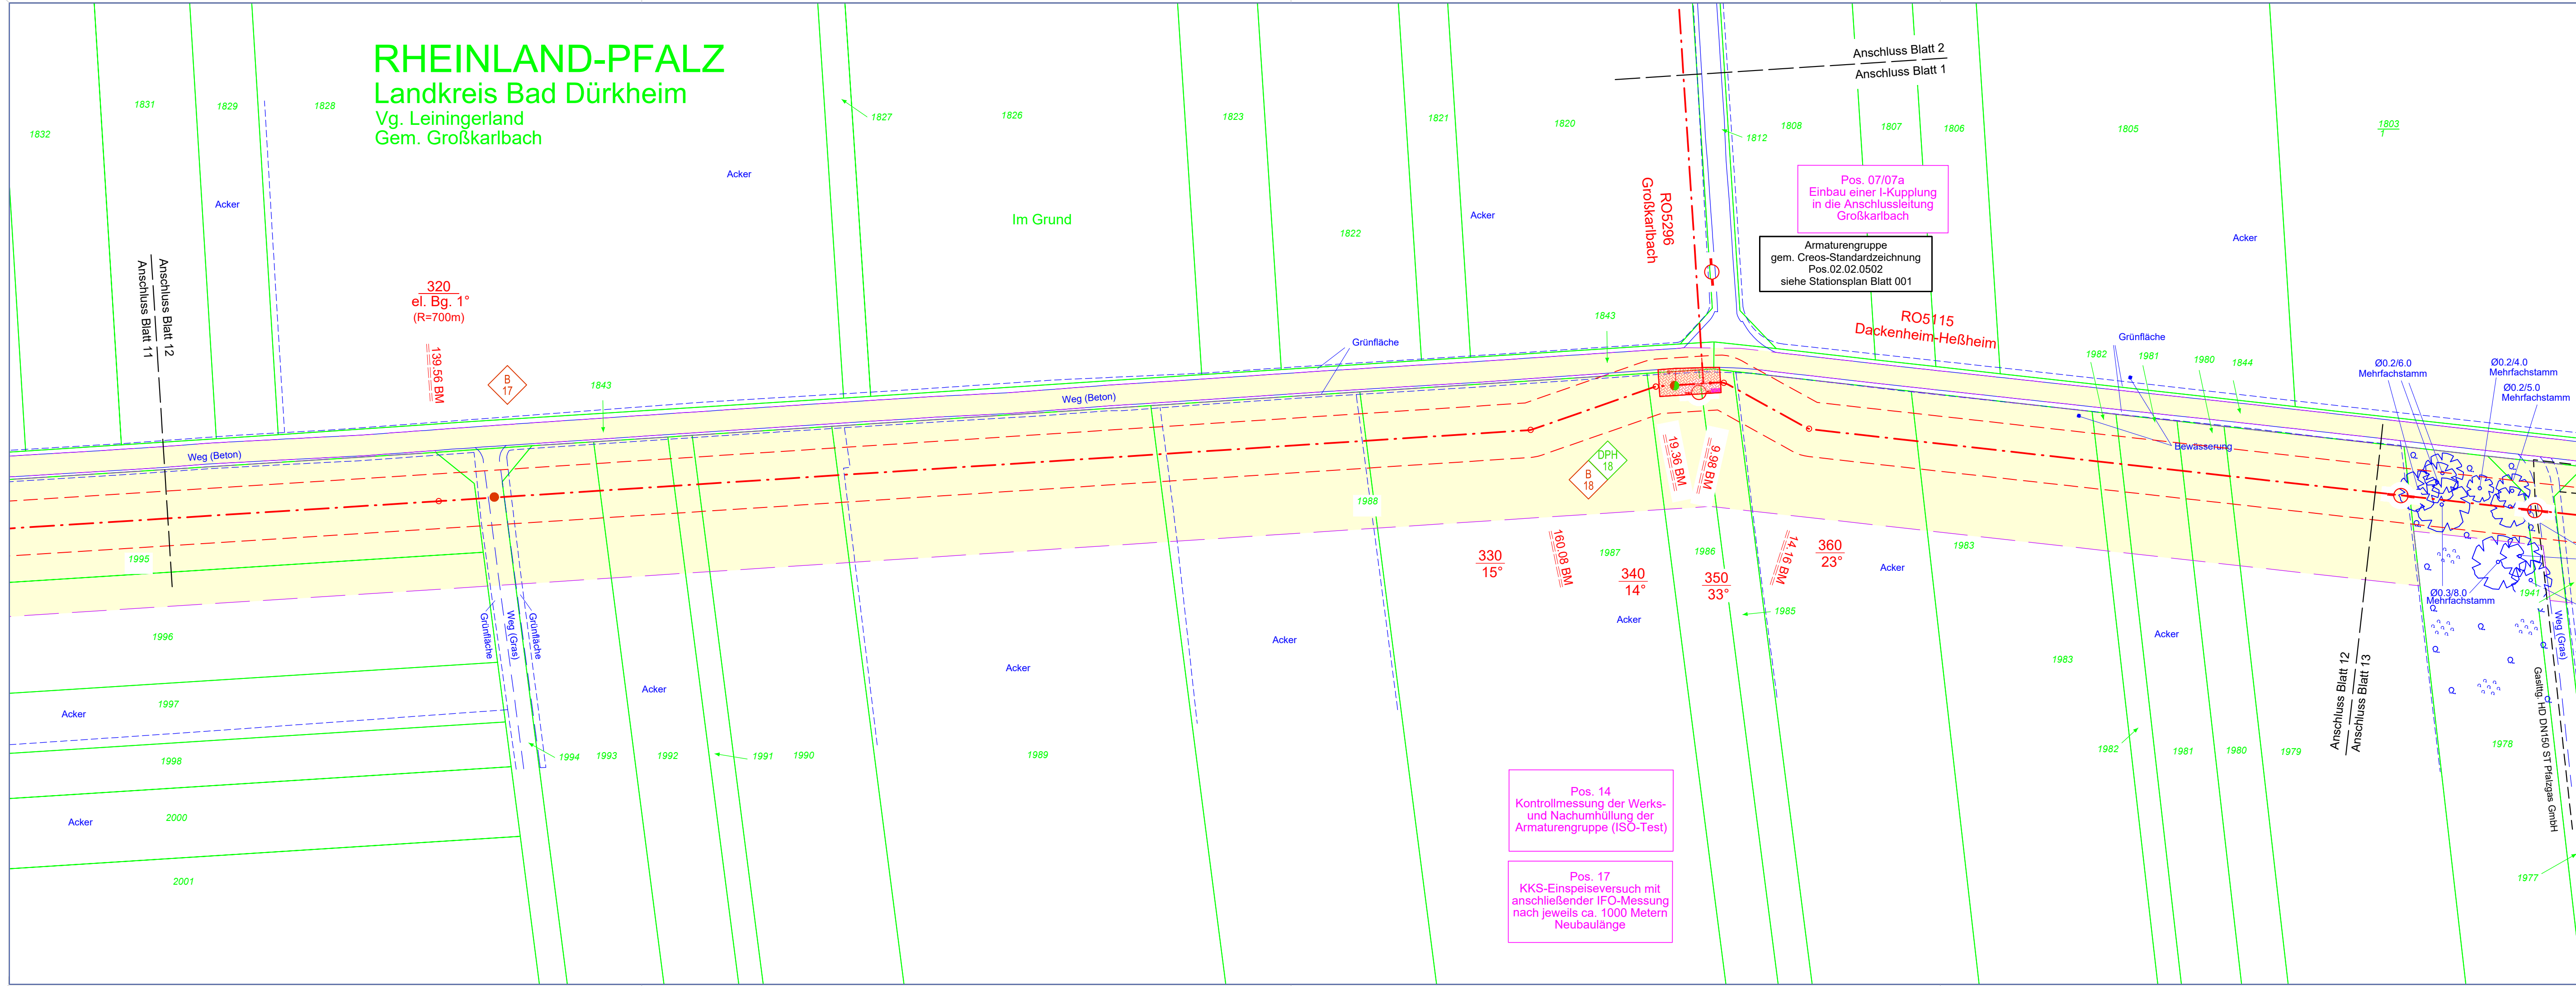 RHEINLAND-PFALZ
Landkreis Bad Dürkheim
Vg. Leiningerland
Gem. Großkarlbach
Anschluss Blatt 2
Anschluss Blatt 1
1832
1831
1829
1828
1827
1826
1823
1821
1820
1812
1808
1807
1806
1805
1803
1
Acker
Acker
Acker
Acker
Im Grund
1822
RO5296
Großkarlbach
Pos. 07/07a
Einbau einer I-Kupplung
in die Anschlussleitung
Großkarlbach
Armaturengruppe
gem. Creos-Standardzeichnung
Pos.02.02.0502
siehe Stationsplan Blatt 001
Anschluss Blatt 12
Anschluss Blatt 11
320
el. Bg. 1°
(R=700m)
139.56 BM
B
17
1843
1843
Grünfläche
RO5115
Dackenheim-Heßheim
Grünfläche
1982
1981
1980
1844
Ø0.2/6.0
Mehrfachstamm
Ø0.2/4.0
Mehrfachstamm
Ø0.2/5.0
Mehrfachstamm
Weg (Beton)
Weg (Beton)
Bewässerung
DPH
18
B
18
19.36 BM
9.98 BM
1988
1995
330
15°
160.08 BM
1987
340
14°
1986
350
33°
14.16 BM
360
23°
1983
Acker
1985
Ø0.3/8.0
Mehrfachstamm
1941
Grünfläche
Weg (Gras)
Grünfläche
Weg (Gras)
1996
Acker
Acker
Acker
Acker
Acker
1983
Anschluss Blatt 12
Anschluss Blatt 13
Gasltg. HD DN150 ST Pfalzgas GmbH
1997
Acker
1998
1994
1993
1992
1991
1990
1989
1982
1981
1980
1979
1978
2000
Acker
2001
1977
Pos. 14
Kontrollmessung der Werks-
und Nachumhüllung der
Armaturengruppe (ISO-Test)
Pos. 17
KKS-Einspeiseversuch mit
anschließender IFO-Messung
nach jeweils ca. 1000 Metern
Neubaulänge